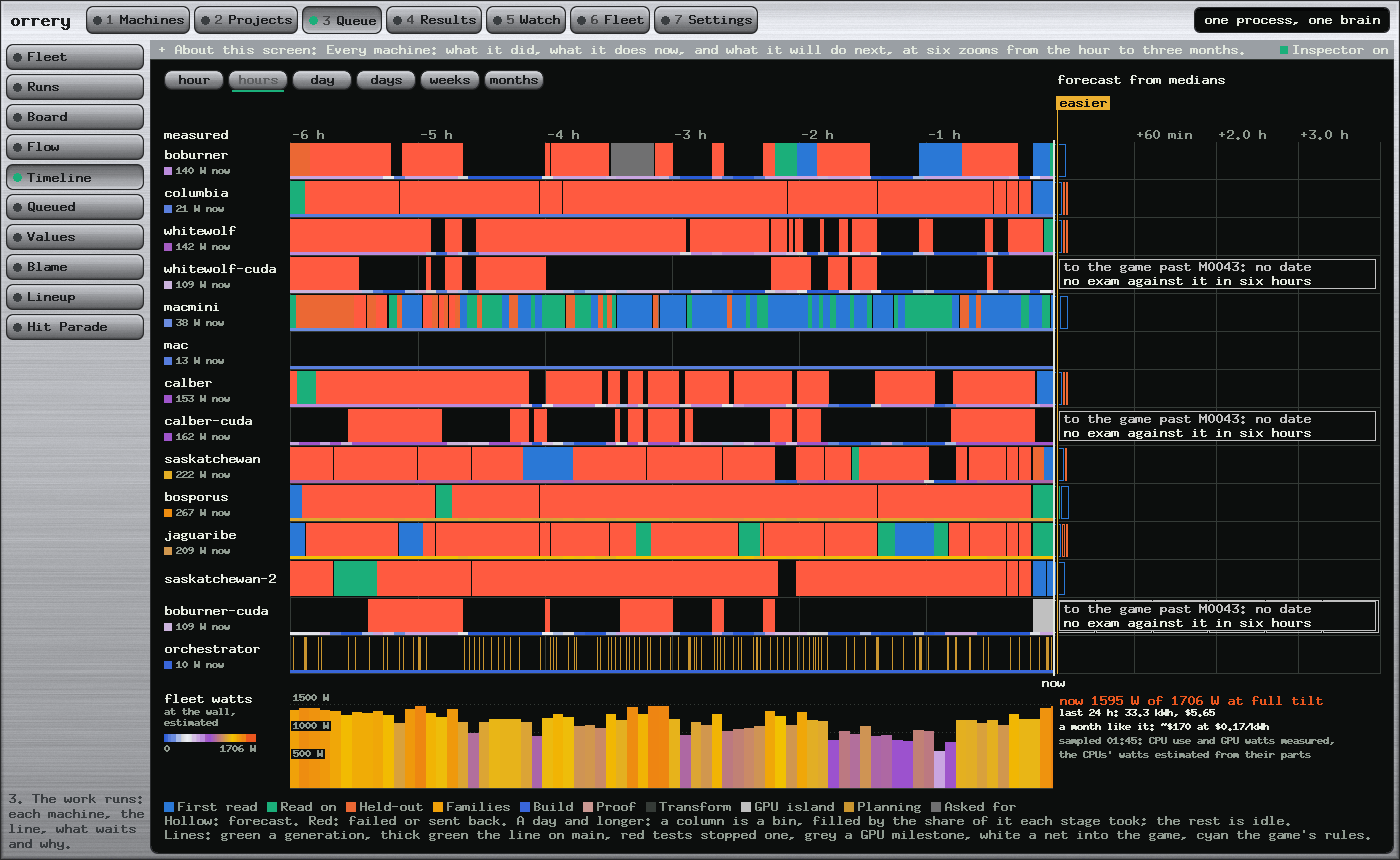 orrery
1 Machines
2 Projects
3 Queue
4 Results
5 Watch
6 Fleet
7 Settings
one process, one brain
+ About this screen: Every machine: what it did, what it does now, and what it will do next, at six zooms from the hour to three months.
Inspector on
Fleet
Runs
Board
Flow
Timeline
Queued
Values
Blame
Lineup
Hit Parade
hour
hours
day
days
weeks
months
forecast from medians
easier
measured
-6 h
-5 h
-4 h
-3 h
-2 h
-1 h
+60 min
+2.0 h
+3.0 h
boburner
140 W now
columbia
21 W now
whitewolf
142 W now
whitewolf-cuda
109 W now
to the game past M0043: no date
no exam against it in six hours
macmini
38 W now
mac
13 W now
calber
153 W now
calber-cuda
162 W now
to the game past M0043: no date
no exam against it in six hours
saskatchewan
222 W now
bosporus
267 W now
jaguaribe
209 W now
saskatchewan-2
boburner-cuda
109 W now
to the game past M0043: no date
no exam against it in six hours
orchestrator
10 W now
now
fleet watts
at the wall,
estimated
0
1706 W
1500 W
1000 W
500 W
now 1595 W of 1706 W at full tilt
last 24 h: 33.3 kWh, $5.65
a month like it: ~$170 at $0.17/kWh
sampled 01:45: CPU use and GPU watts measured,
the CPUs' watts estimated from their parts
3. The work runs:
each machine, the
line, what waits
and why.
First read
Read on
Held-out
Families
Build
Proof
Transform
GPU island
Planning
Asked for
Hollow: forecast. Red: failed or sent back. A day and longer: a column is a bin, filled by the share of it each stage took; the rest is idle.
Lines: green a generation, thick green the line on main, red tests stopped one, grey a GPU milestone, white a net into the game, cyan the game's rules.